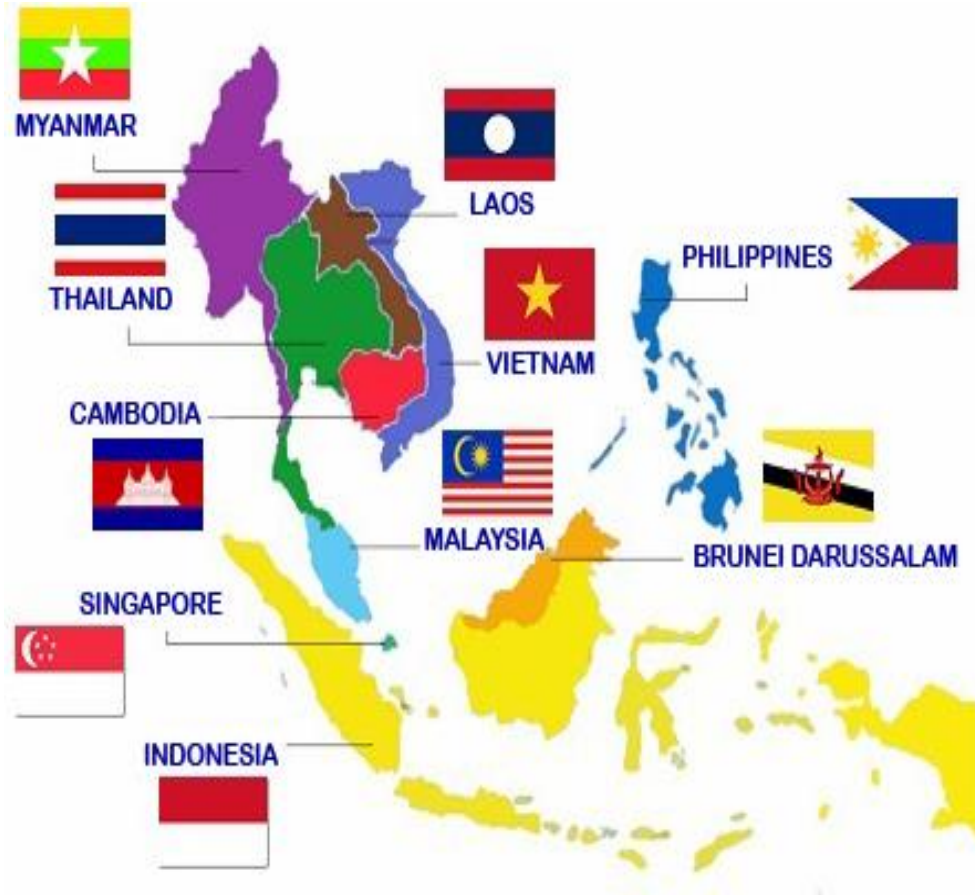 MYANMAR
LAOS
THAILAND
PHILIPPINES
VIETNAM
CAMBODIA
MALAYSIA
BRUNEI DARUSSALAM
SINGAPORE
INDONESIA